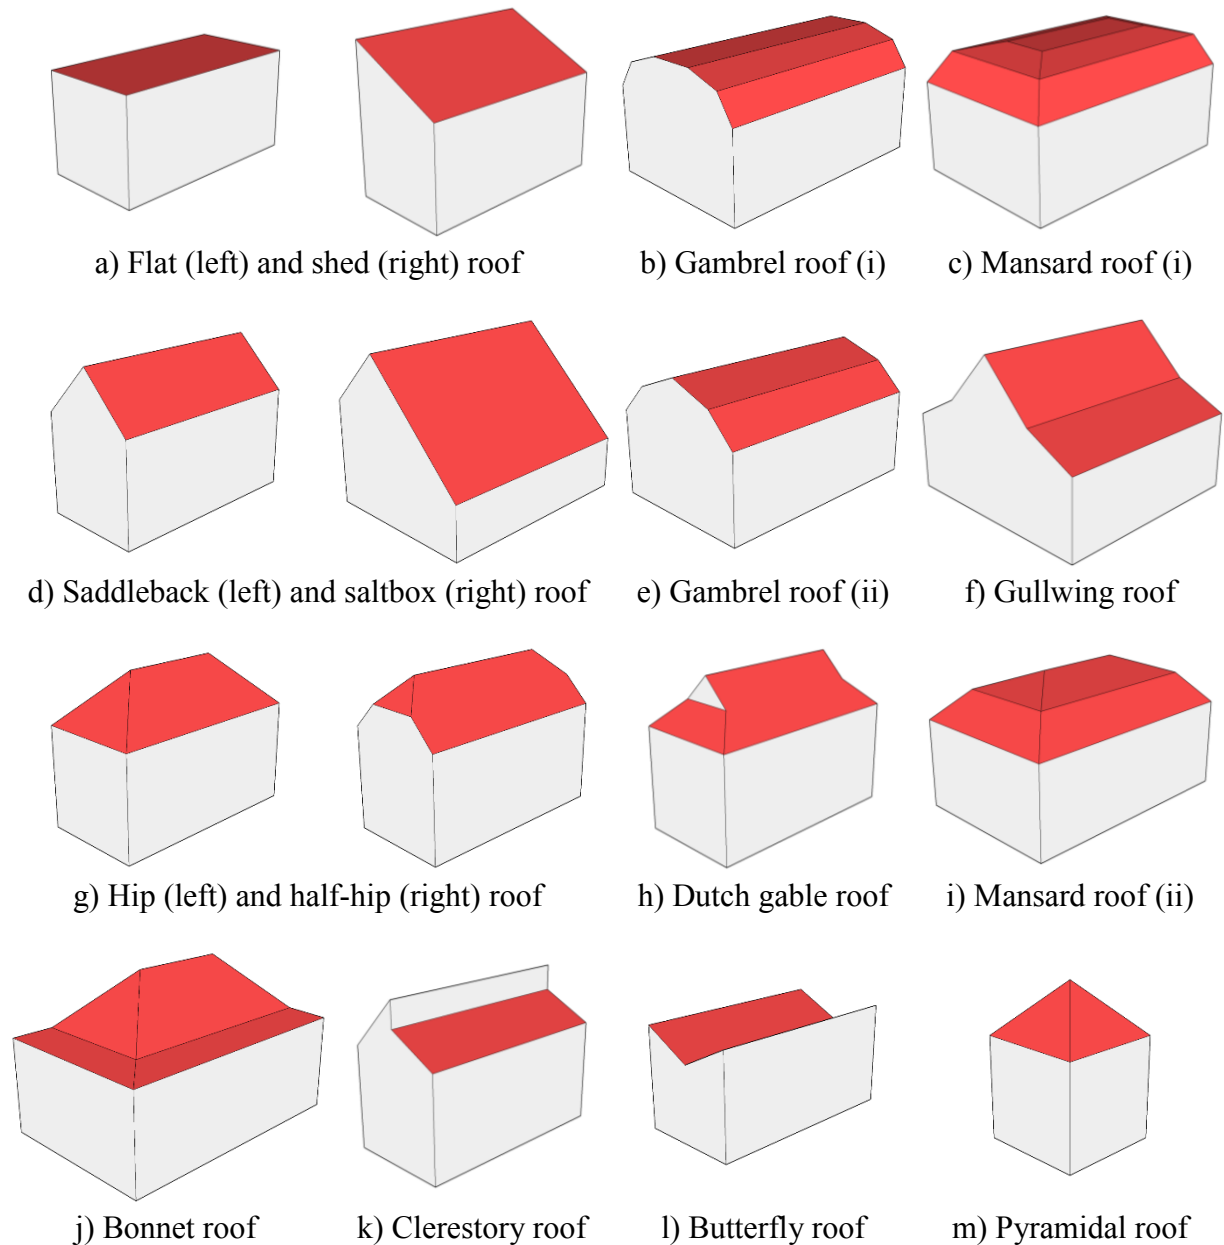 a) Flat (left) and shed (right) roof
b) Gambrel roof (i)
c) Mansard roof (i)
d) Saddleback (left) and saltbox (right) roof
e) Gambrel roof (ii)
f) Gullwing roof
g) Hip (left) and half-hip (right) roof
h) Dutch gable roof
i) Mansard roof (ii)
j) Bonnet roof
k) Clerestory roof
l) Butterfly roof
m) Pyramidal roof